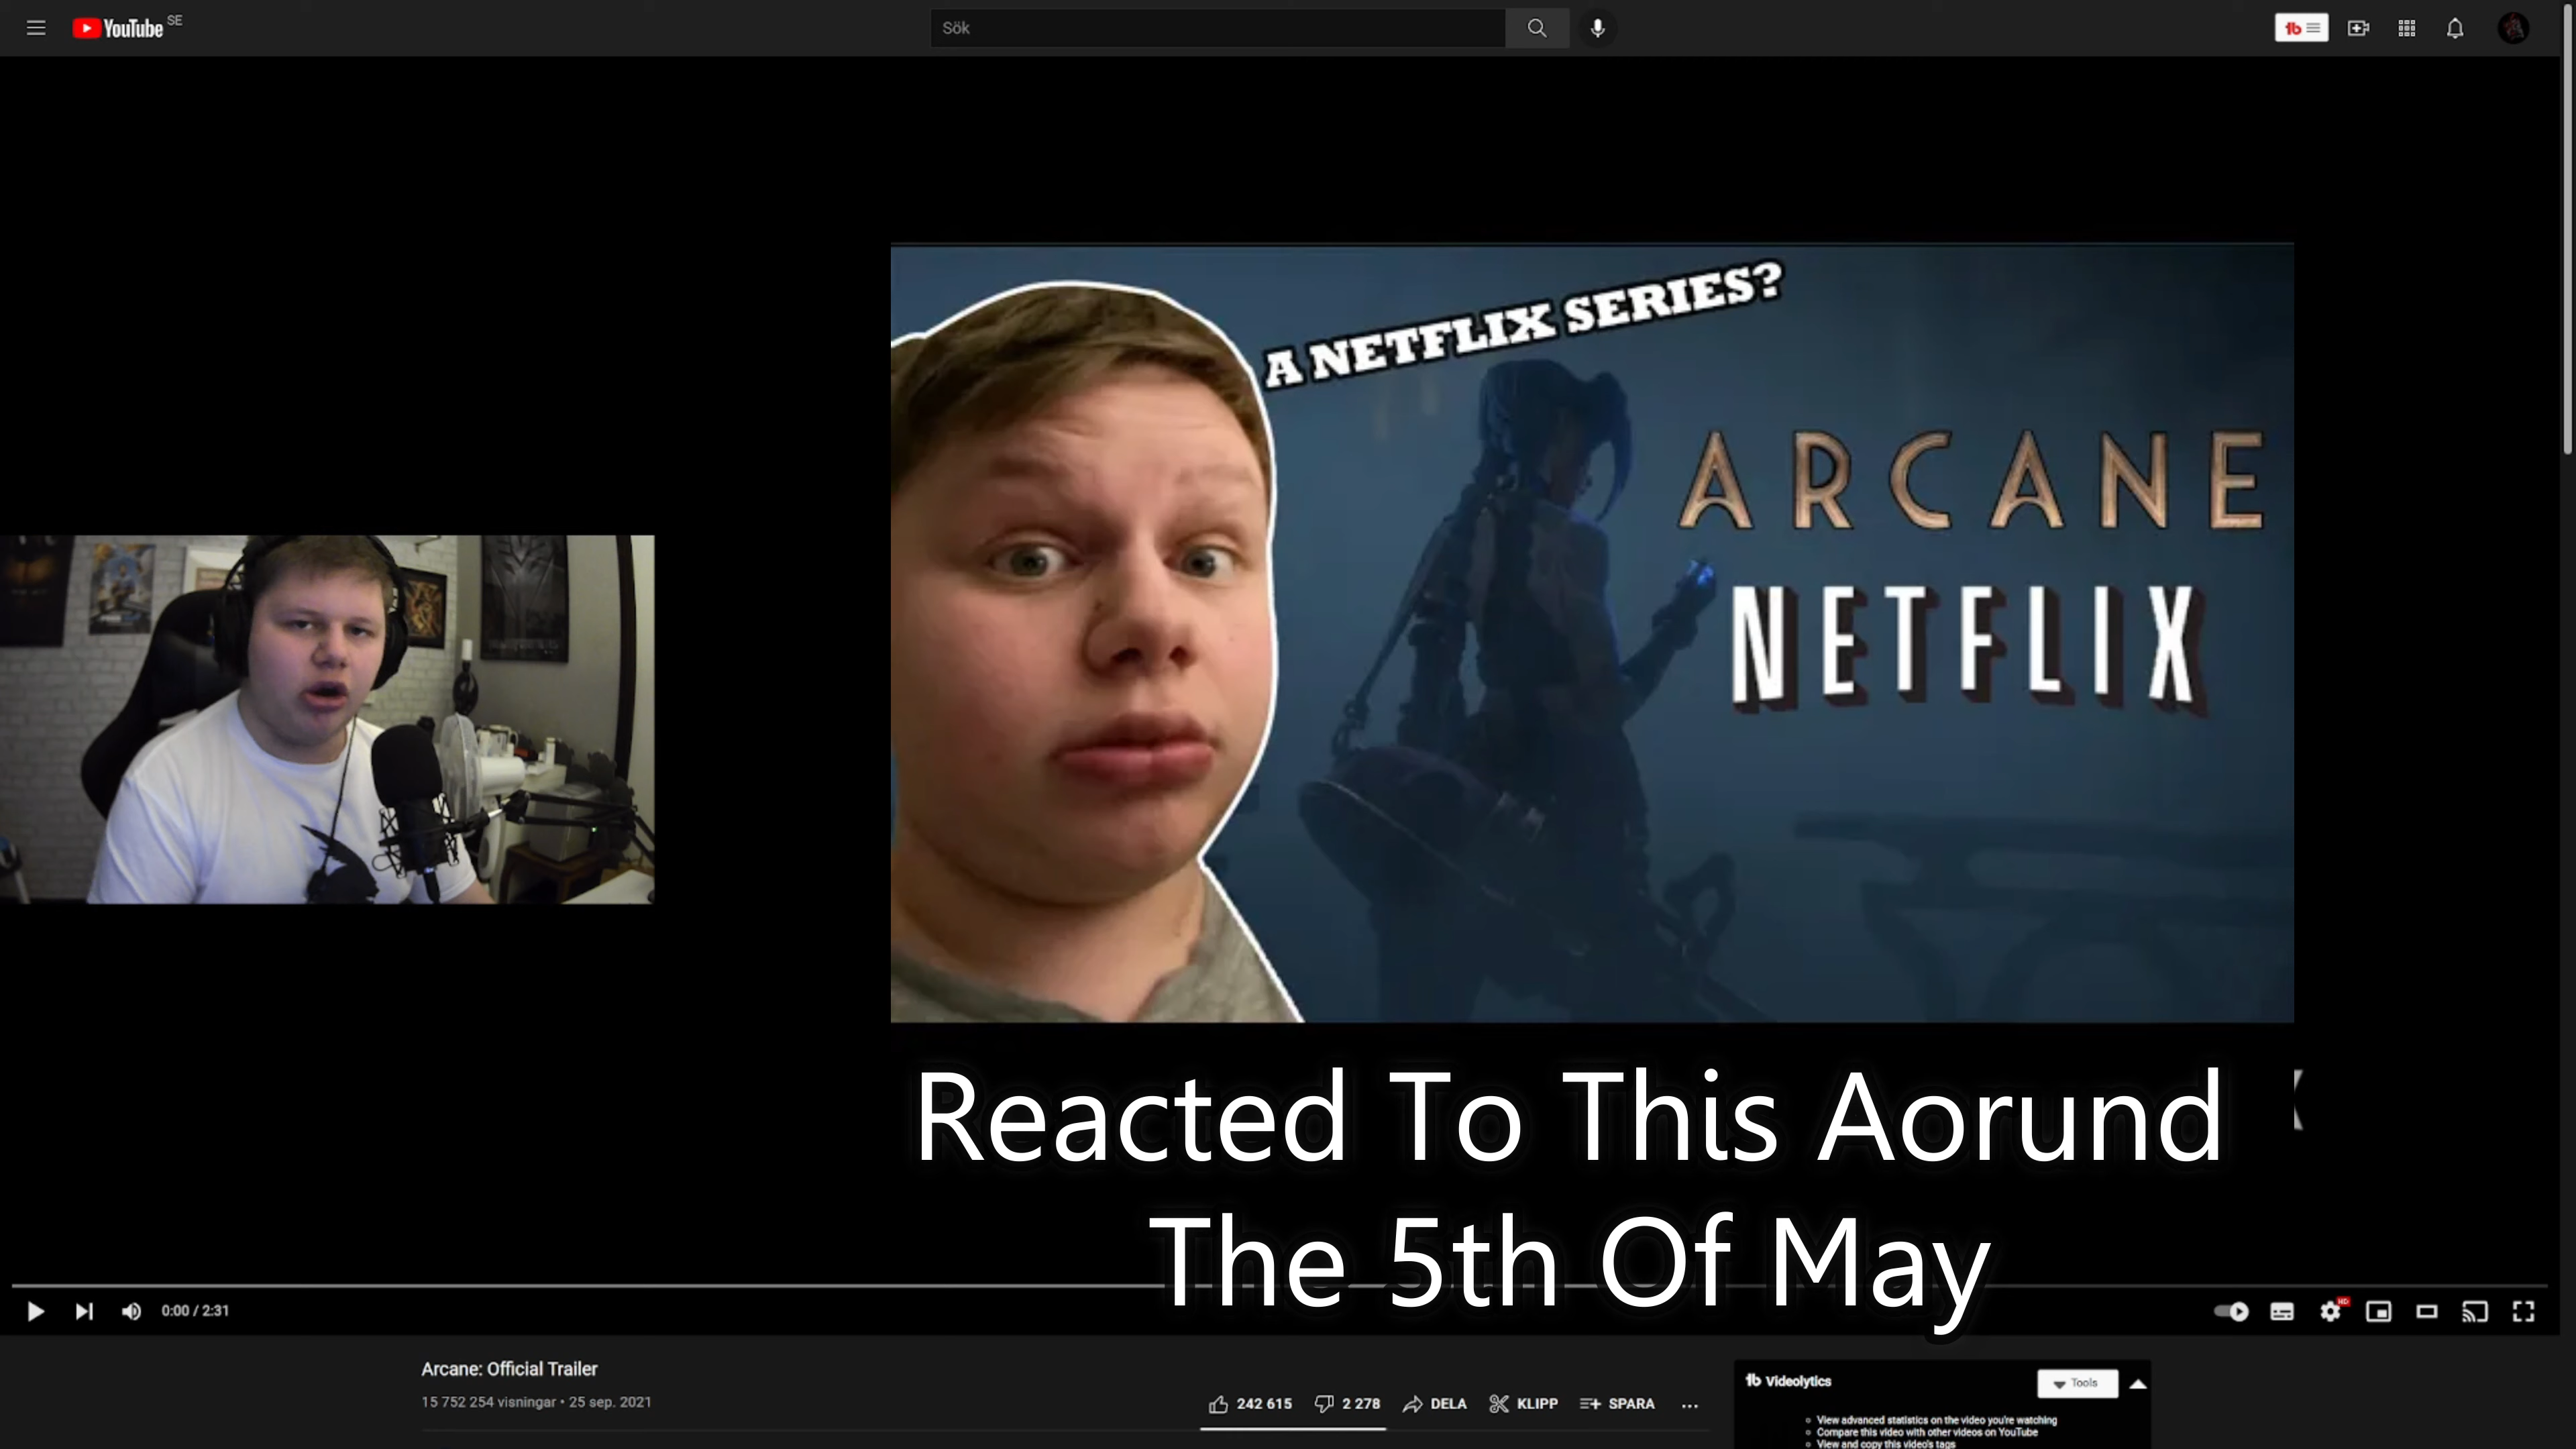 YouTube SE
Sök
A NETFLIX SERIES?
ARCANE
NETFLIX
Reacted To This Aorund
The 5th Of May
0:00 / 2:31
HD
Arcane: Official Trailer
15 752 254 visningar • 25 sep. 2021
242 615 2 278 DELA KLIPP SPARA ...
tb Videolytics
Tools
View advanced statistics on the video you're watching
Compare this video with other videos on YouTube
View and copy this video's tags